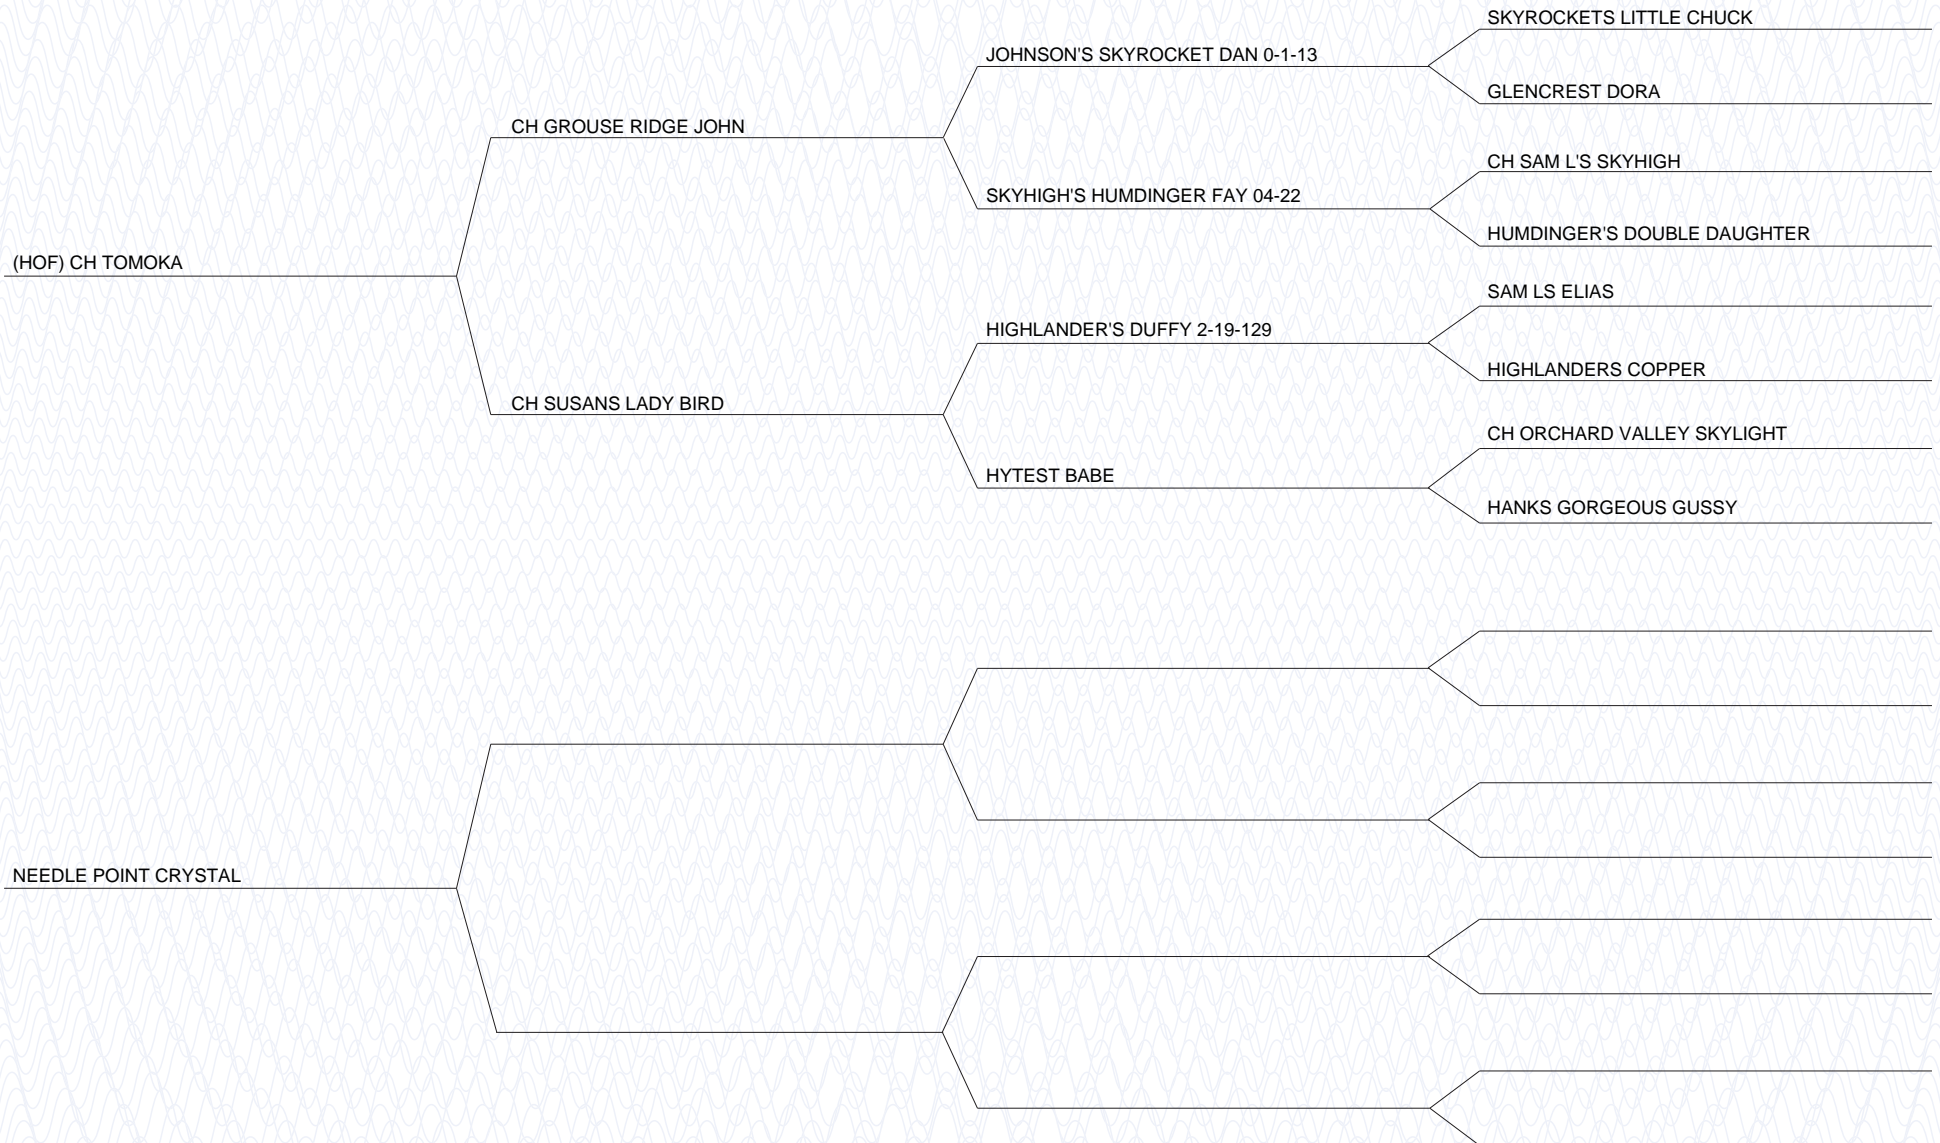 SKYROCKETS LITTLE CHUCK
JOHNSON'S SKYROCKET DAN 0-1-13
GLENCREST DORA
CH GROUSE RIDGE JOHN
CH SAM L'S SKYHIGH
SKYHIGH'S HUMDINGER FAY 04-22
HUMDINGER'S DOUBLE DAUGHTER
(HOF) CH TOMOKA
SAM LS ELIAS
HIGHLANDER'S DUFFY 2-19-129
HIGHLANDERS COPPER
CH SUSANS LADY BIRD
CH ORCHARD VALLEY SKYLIGHT
HYTEST BABE
HANKS GORGEOUS GUSSY
NEEDLE POINT CRYSTAL